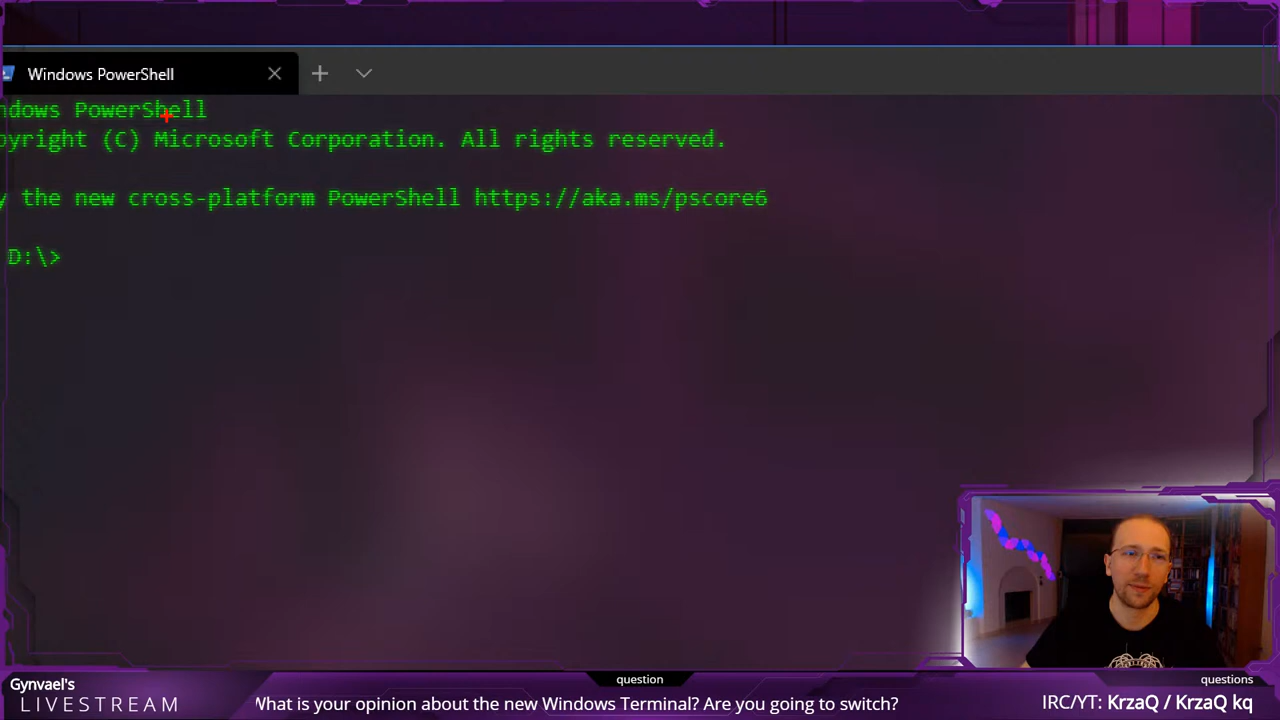 Windows PowerShell
ndows PowerShell
opyright (C) Microsoft Corporation. All rights reserved.
y the new cross-platform PowerShell https://aka.ms/pscore6
D:\>
Gynvael's
LIVESTREAM
question
What is your opinion about the new Windows Terminal? Are you going to switch?
questions
IRC/YT: KrzaQ / KrzaQ kq